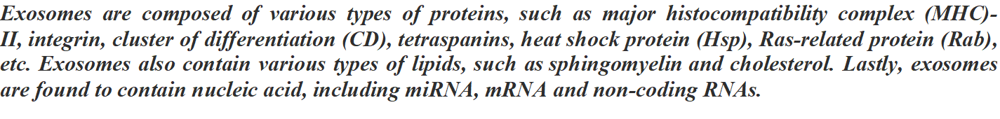 Exosomes are composed of various types of proteins, such as major histocompatibility complex (MHC)-
II, integrin, cluster of differentiation (CD), tetraspanins, heat shock protein (Hsp), Ras-related protein (Rab),
etc. Exosomes also contain various types of lipids, such as sphingomyelin and cholesterol. Lastly, exosomes
are found to contain nucleic acid, including miRNA, mRNA and non-coding RNAs.